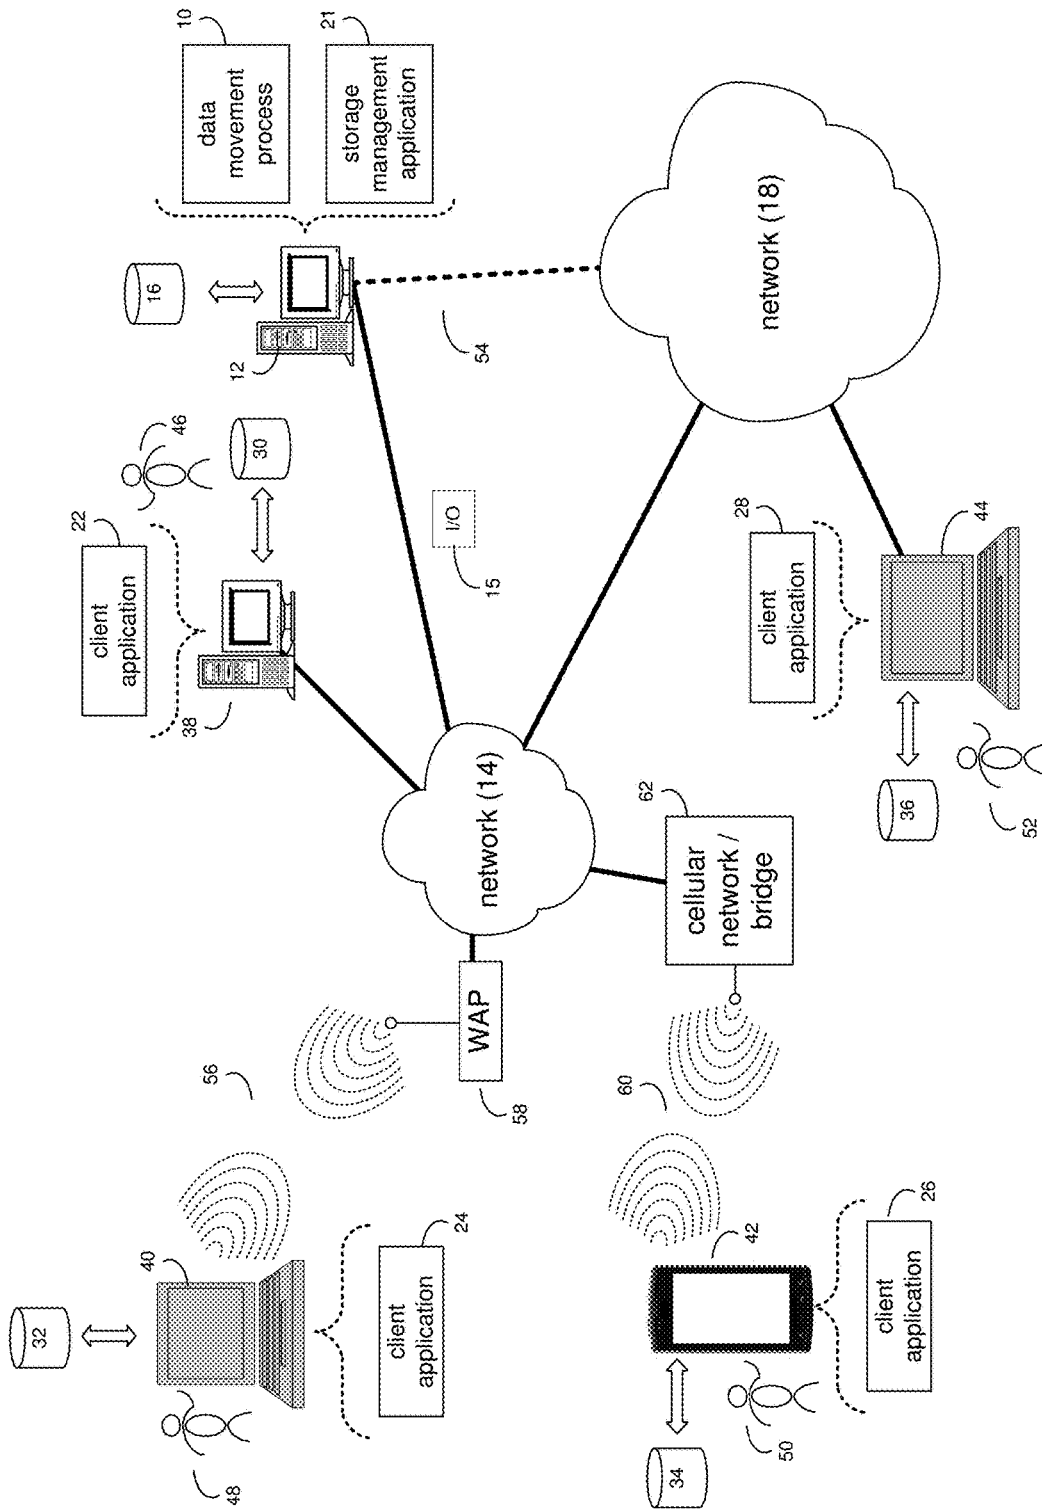 32
40
48
client
application
24
56
WAP
58
34
50
42
60
client
application
26
cellular
network /
bridge
62
network (14)
client
application
22
38
46
30
I/O
15
12
16
54
data
movement
process
10
storage
management
application
21
network (18)
client
application
28
44
36
52